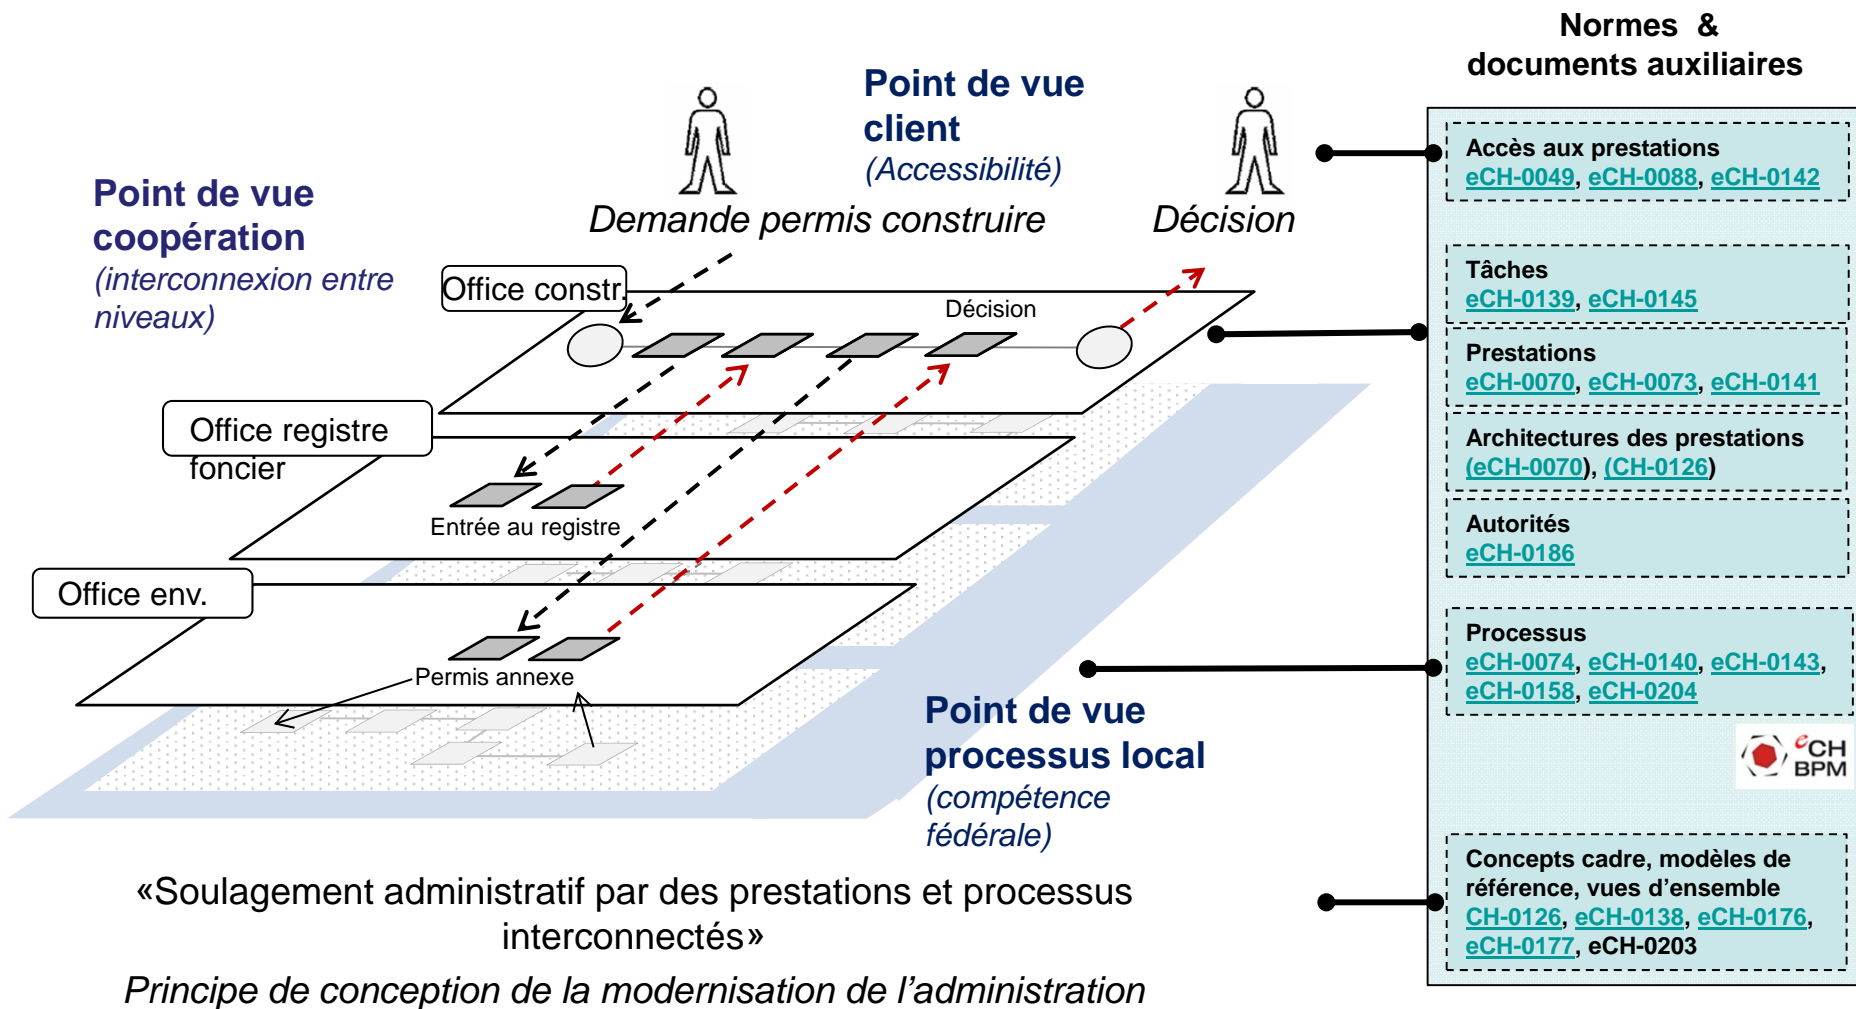 Normes &
documents auxiliaires
Point de vue
client
(Accessibilité)
Point de vue
coopération
(interconnexion entre
niveaux)
Demande permis construire
Décision
Office constr.
Décision
Office registre
foncier
Entrée au registre
Office env.
Permis annexe
Point de vue
processus local
(compétence
fédérale)
«Soulagement administratif par des prestations et processus
interconnectés»
Principe de conception de la modernisation de l’administration
Accès aux prestations
eCH-0049, eCH-0088, eCH-0142
Tâches
eCH-0139, eCH-0145
Prestations
eCH-0070, eCH-0073, eCH-0141
Architectures des prestations
(eCH-0070), (CH-0126)
Autorités
eCH-0186
Processus
eCH-0074, eCH-0140, eCH-0143,
eCH-0158, eCH-0204
eCH
BPM
Concepts cadre, modèles de
référence, vues d’ensemble
CH-0126, eCH-0138, eCH-0176,
eCH-0177, eCH-0203